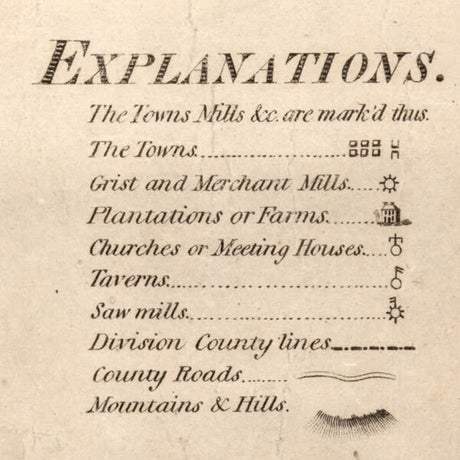 EXPLANATIONS.
The Towns Mills &c. are mark'd thus.
The Towns
Grist and Merchant Mills.
Plantations or Farms.
Churches or Meeting Houses.
Taverns.
Saw mills.
Division County lines
County Roads
Mountains & Hills.